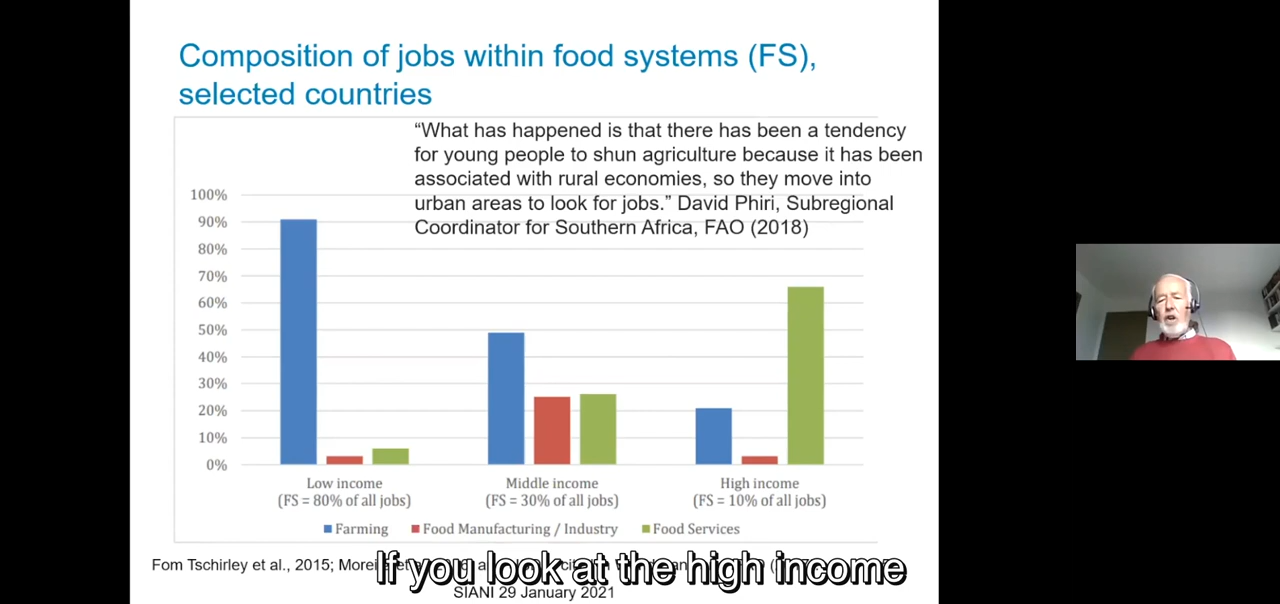 Composition of jobs within food systems (FS),
selected countries
“What has happened is that there has been a tendency
for young people to shun agriculture because it has been
associated with rural economies, so they move into
urban areas to look for jobs.” David Phiri, Subregional
Coordinator for Southern Africa, FAO (2018)
100%
90%
80%
70%
60%
50%
40%
30%
20%
10%
0%
Low income
(FS = 80% of all jobs)
Middle income
(FS = 30% of all jobs)
High income
(FS = 10% of all jobs)
Farming
Food Manufacturing / Industry
Food Services
Fom Tschirley et al., 2015;
If you look at the high income
SIANI 29 January 2021